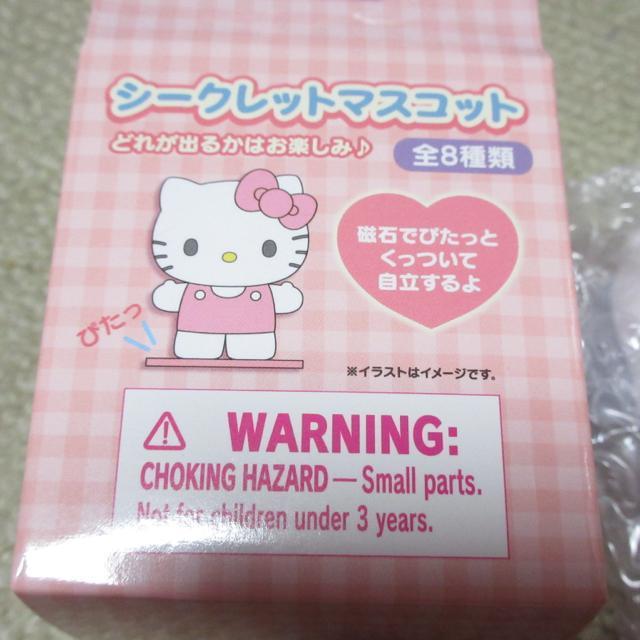 シークレットマスコット
どれが出るかはお楽しみ♪
全8種類
磁石でぴたっと
くっついて
自立するよ
ぴたっ
※イラストはイメージです。
WARNING:
CHOKING HAZARD — Small parts.
Not for children under 3 years.